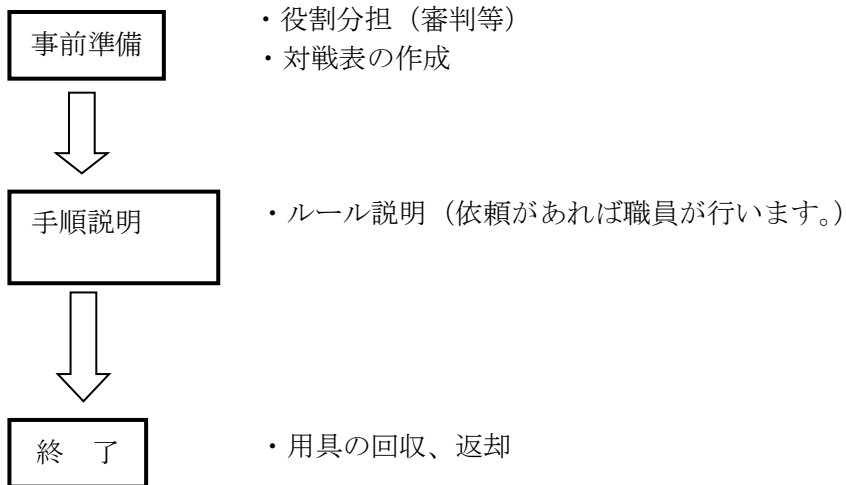 事前準備
・役割分担（審判等）
・対戦表の作成
手順説明
・ルール説明（依頼があれば職員が行います。）
終　了
・用具の回収、返却